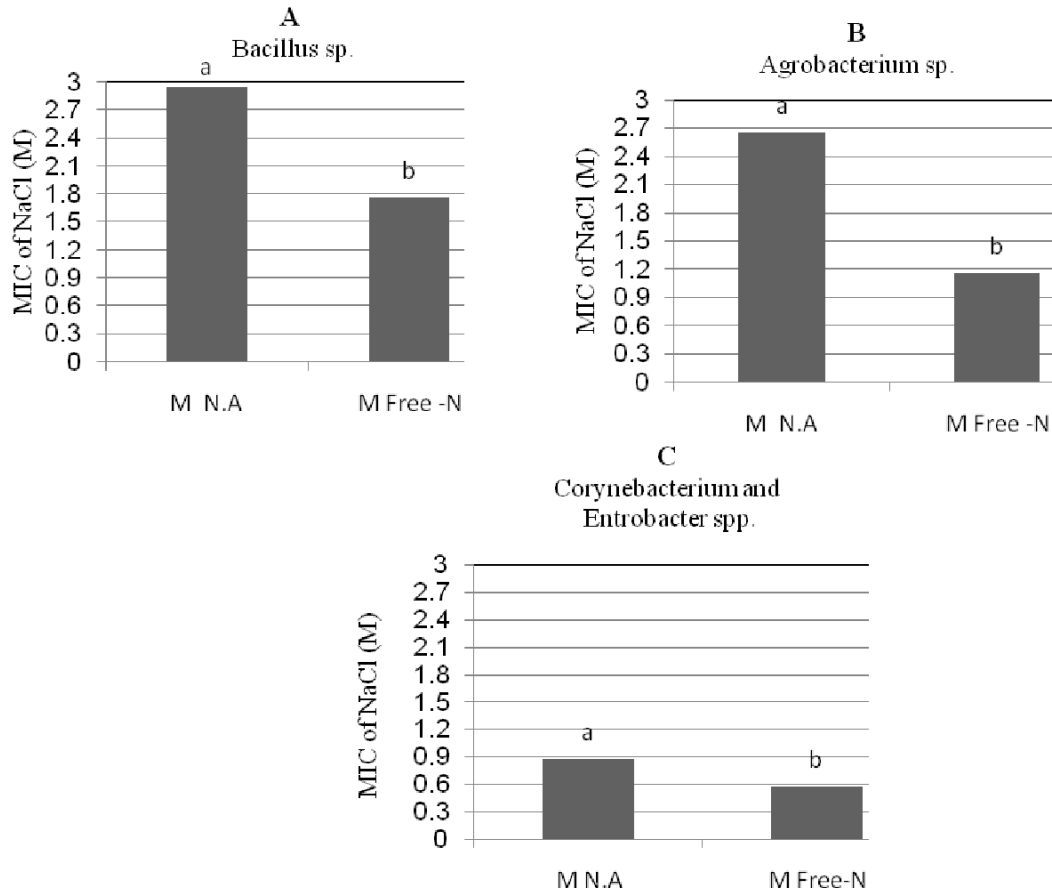 A
Bacillus sp.
a
b
3
2.7
2.4
2.1
1.8
1.5
1.2
0.9
0.6
0.3
0
MIC of NaCl (M)
M N.A
M Free -N
B
Agrobacterium sp.
a
b
3
2.7
2.4
2.1
1.8
1.5
1.2
0.9
0.6
0.3
0
MIC of NaCl (M)
M N.A
M Free -N
C
Corynebacterium and
Entrobacter spp.
a
b
3
2.7
2.4
2.1
1.8
1.5
1.2
0.9
0.6
0.3
0
MIC of NaCl (M)
M N.A
M Free-N